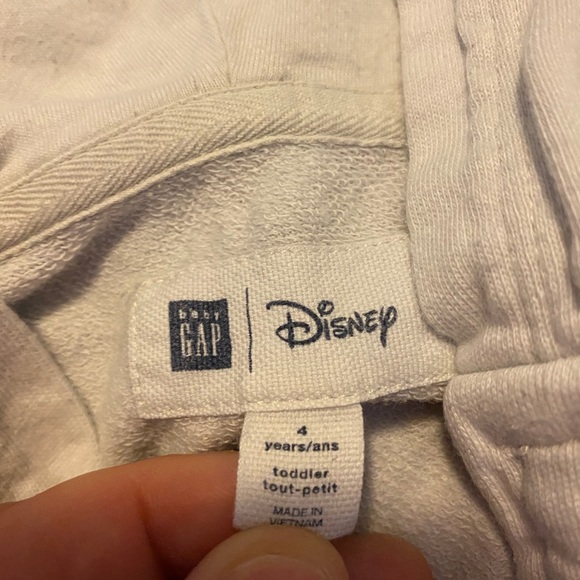 baby
GAP
Disney
4
years/ans
toddler
tout-petit
MADE IN
VIETNAM